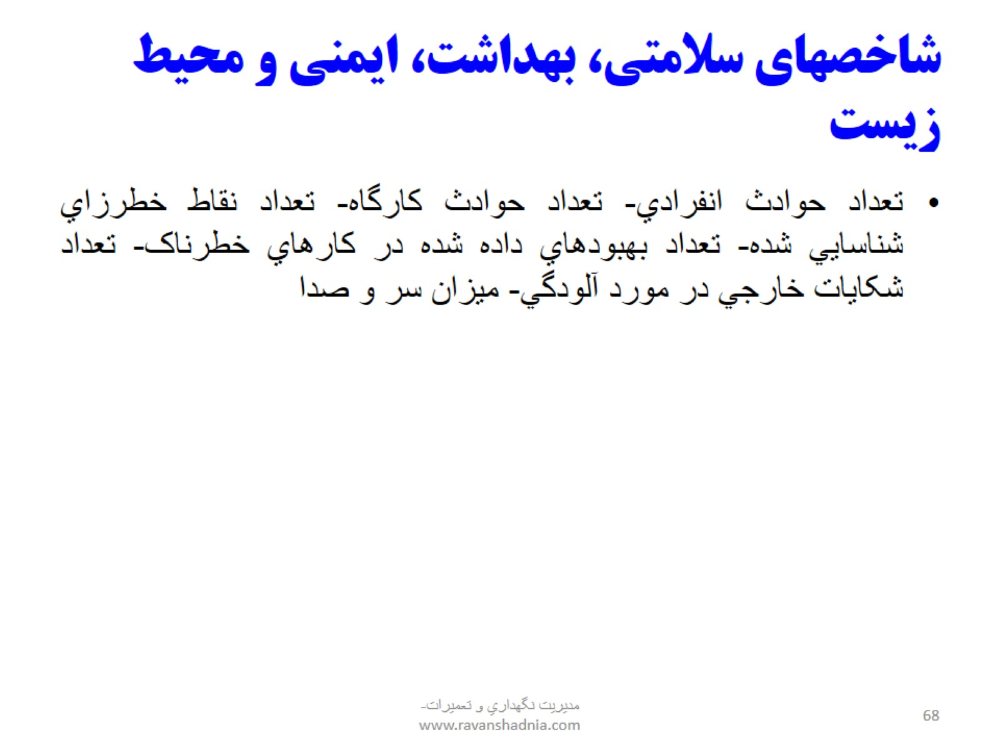 شاخصهای سلامتی، بهداشت، ایمنی و محیط
زیست
• تعداد حوادث انفرادي- تعداد حوادث کارگاه- تعداد نقاط خطرزاي
شناسايي شده- تعداد بهبودهاي داده شده در کارهاي خطرناک- تعداد
شکايات خارجي در مورد آلودگي- ميزان سر و صدا
مديريت نگهداري و تعميرات-
www.ravanshadnia.com
68